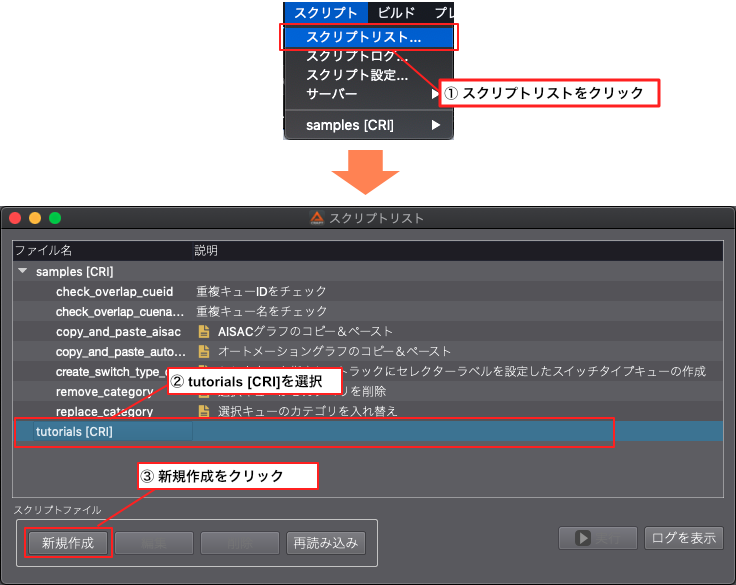 スクリプト ビルド プレ
スクリプトリスト...
スクリプトログ...
スクリプト設定...
サーバー
samples [CRI]
① スクリプトリストをクリック
スクリプトリスト
ファイル名 説明
samples [CRI]
check_overlap_cueid 重複キューIDをチェック
check_overlap_cuena... 重複キュー名をチェック
copy_and_paste_aisac AISACグラフのコピー＆ペースト
copy_and_paste_auto... オートメーショングラフのコピー＆ペースト
create_switch_type_ トラックにセレクターラベルを設定したスイッチタイプキューの作成
② tutorials [CRI]を選択
remove_category を削除
replace_category 選択キューのカテゴリを入れ替え
tutorials [CRI]
③ 新規作成をクリック
スクリプトファイル
新規作成 再読み込み ログを表示